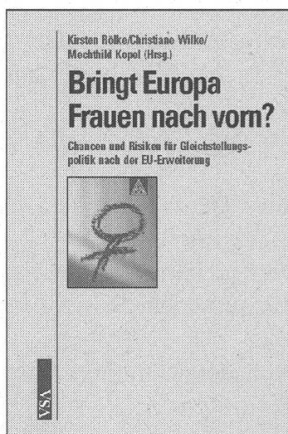 Kirsten Rölke/Christiane Wilke/
Mechthild Kopel (Hrsg.)
Bringt Europa
Frauen nach vorn?
Chancen und Risiken für Gleichstellungs-
politik nach der EU-Erweiterung
VSA